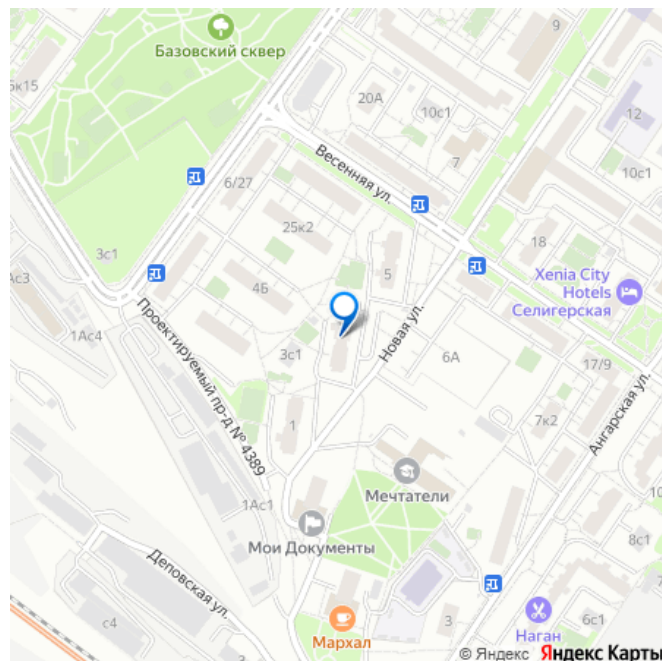 Базовский сквер
9
5к15
20А
10с1
12
Весенняя ул.
7
10с1
6/27
25к2
3с1
18
5
Xenia City
Hotels
Селигерская
Ас3
4Б
1Ас4
Проектируемый пр-д № 4389
3с1
Новая ул.
6А
17/9
Ангарская ул.
1
7к2
Мечтатели
1Ас1
Мои Документы
10
8с1
Деповская ул.
с4
3
6с1
Мархал
Наган
© Яндекс Яндекс Карты